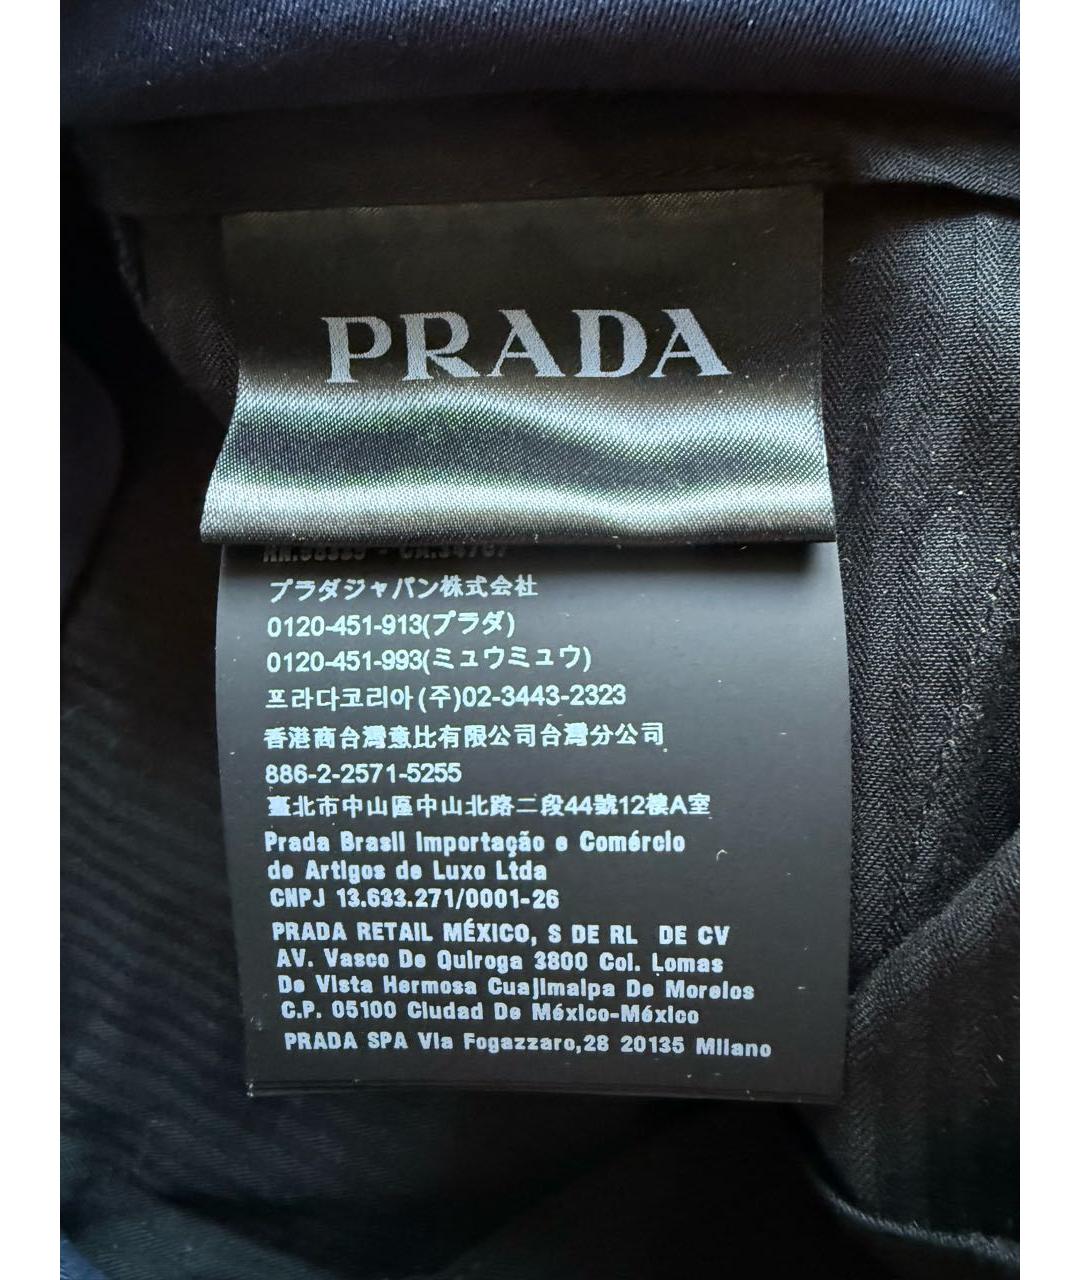 PRADA
プラダジャパン株式会社
0120-451-913(プラダ)
0120-451-993(ミュウミュウ)
프라다코리아(주)02-3443-2323
香港商台灣意比有限公司台灣分公司
886-2-2571-5255
臺北市中山區中山北路二段44號12樓A室
Prada Brasil Importação e Comércio
de Artigos de Luxo Ltda
CNPJ 13.633.271/0001-26
PRADA RETAIL MÉXICO, S DE RL DE CV
AV. Vasco De Quiroga 3800 Col. Lomas
De Vista Hermosa Cuajimalpa De Morelos
C.P. 05100 Ciudad De México-México
PRADA SPA Via Fogazzaro,28 20135 Milano